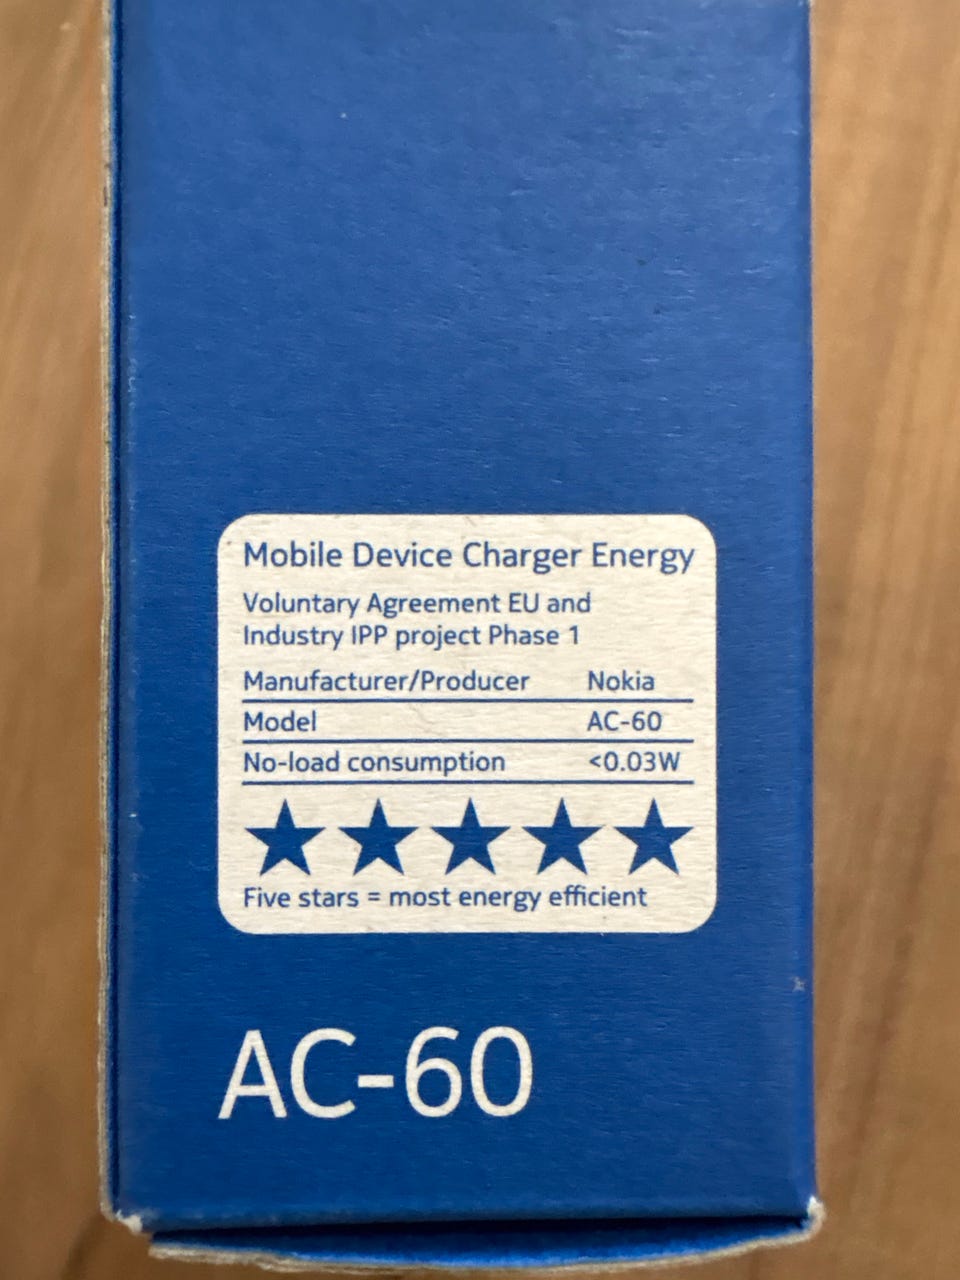 Mobile Device Charger Energy
Voluntary Agreement EU and
Industry IPP project Phase 1
Manufacturer/Producer Nokia
Model AC-60
No-load consumption <0.03W
Five stars = most energy efficient
AC-60